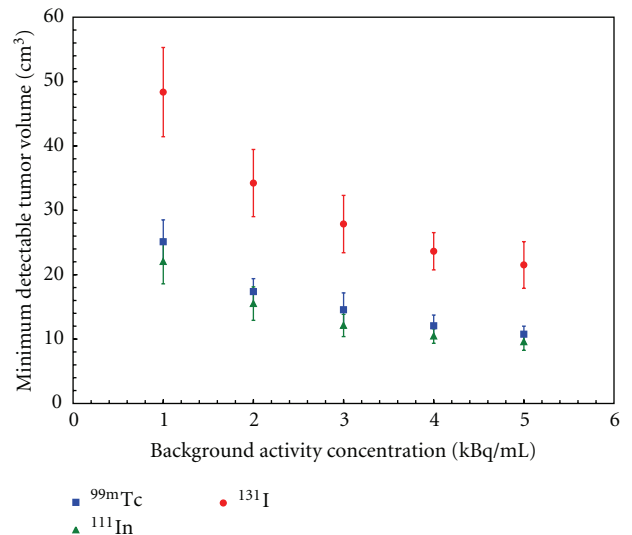 Minimum detectable tumor volume (cm³)
60
50
40
30
20
10
0
0 1 2 3 4 5 6
Background activity concentration (kBq/mL)
⁹⁹ᵐTc ¹³¹I
¹¹¹In